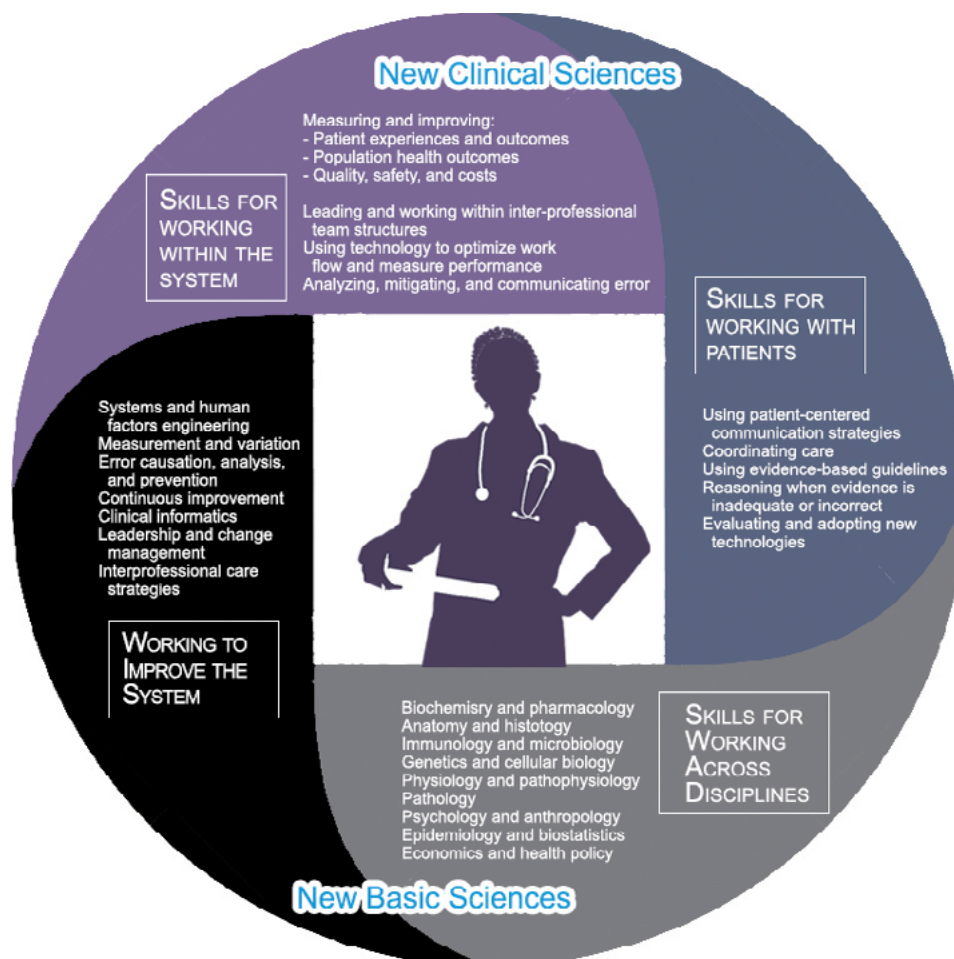 New Clinical Sciences
Measuring and improving:
- Patient experiences and outcomes
- Population health outcomes
- Quality, safety, and costs
Leading and working within inter-professional
team structures
Using technology to optimize work
flow and measure performance
Analyzing, mitigating, and communicating error
SKILLS FOR
WORKING
WITHIN THE
SYSTEM
SKILLS FOR
WORKING WITH
PATIENTS
Using patient-centered
communication strategies
Coordinating care
Using evidence-based guidelines
Reasoning when evidence is
inadequate or incorrect
Evaluating and adopting new
technologies
Systems and human
factors engineering
Measurement and variation
Error causation, analysis,
and prevention
Continuous improvement
Clinical informatics
Leadership and change
management
Interprofessional care
strategies
WORKING TO
IMPROVE THE
SYSTEM
Biochemisry and pharmacology
Anatomy and histotogy
Immunology and microbiology
Genetics and cellular biology
Physiology and pathophysiology
Pathology
Psychology and anthropology
Epidemiology and biostatistics
Economics and health policy
SKILLS FOR
WORKING
ACROSS
DISCIPLINES
New Basic Sciences